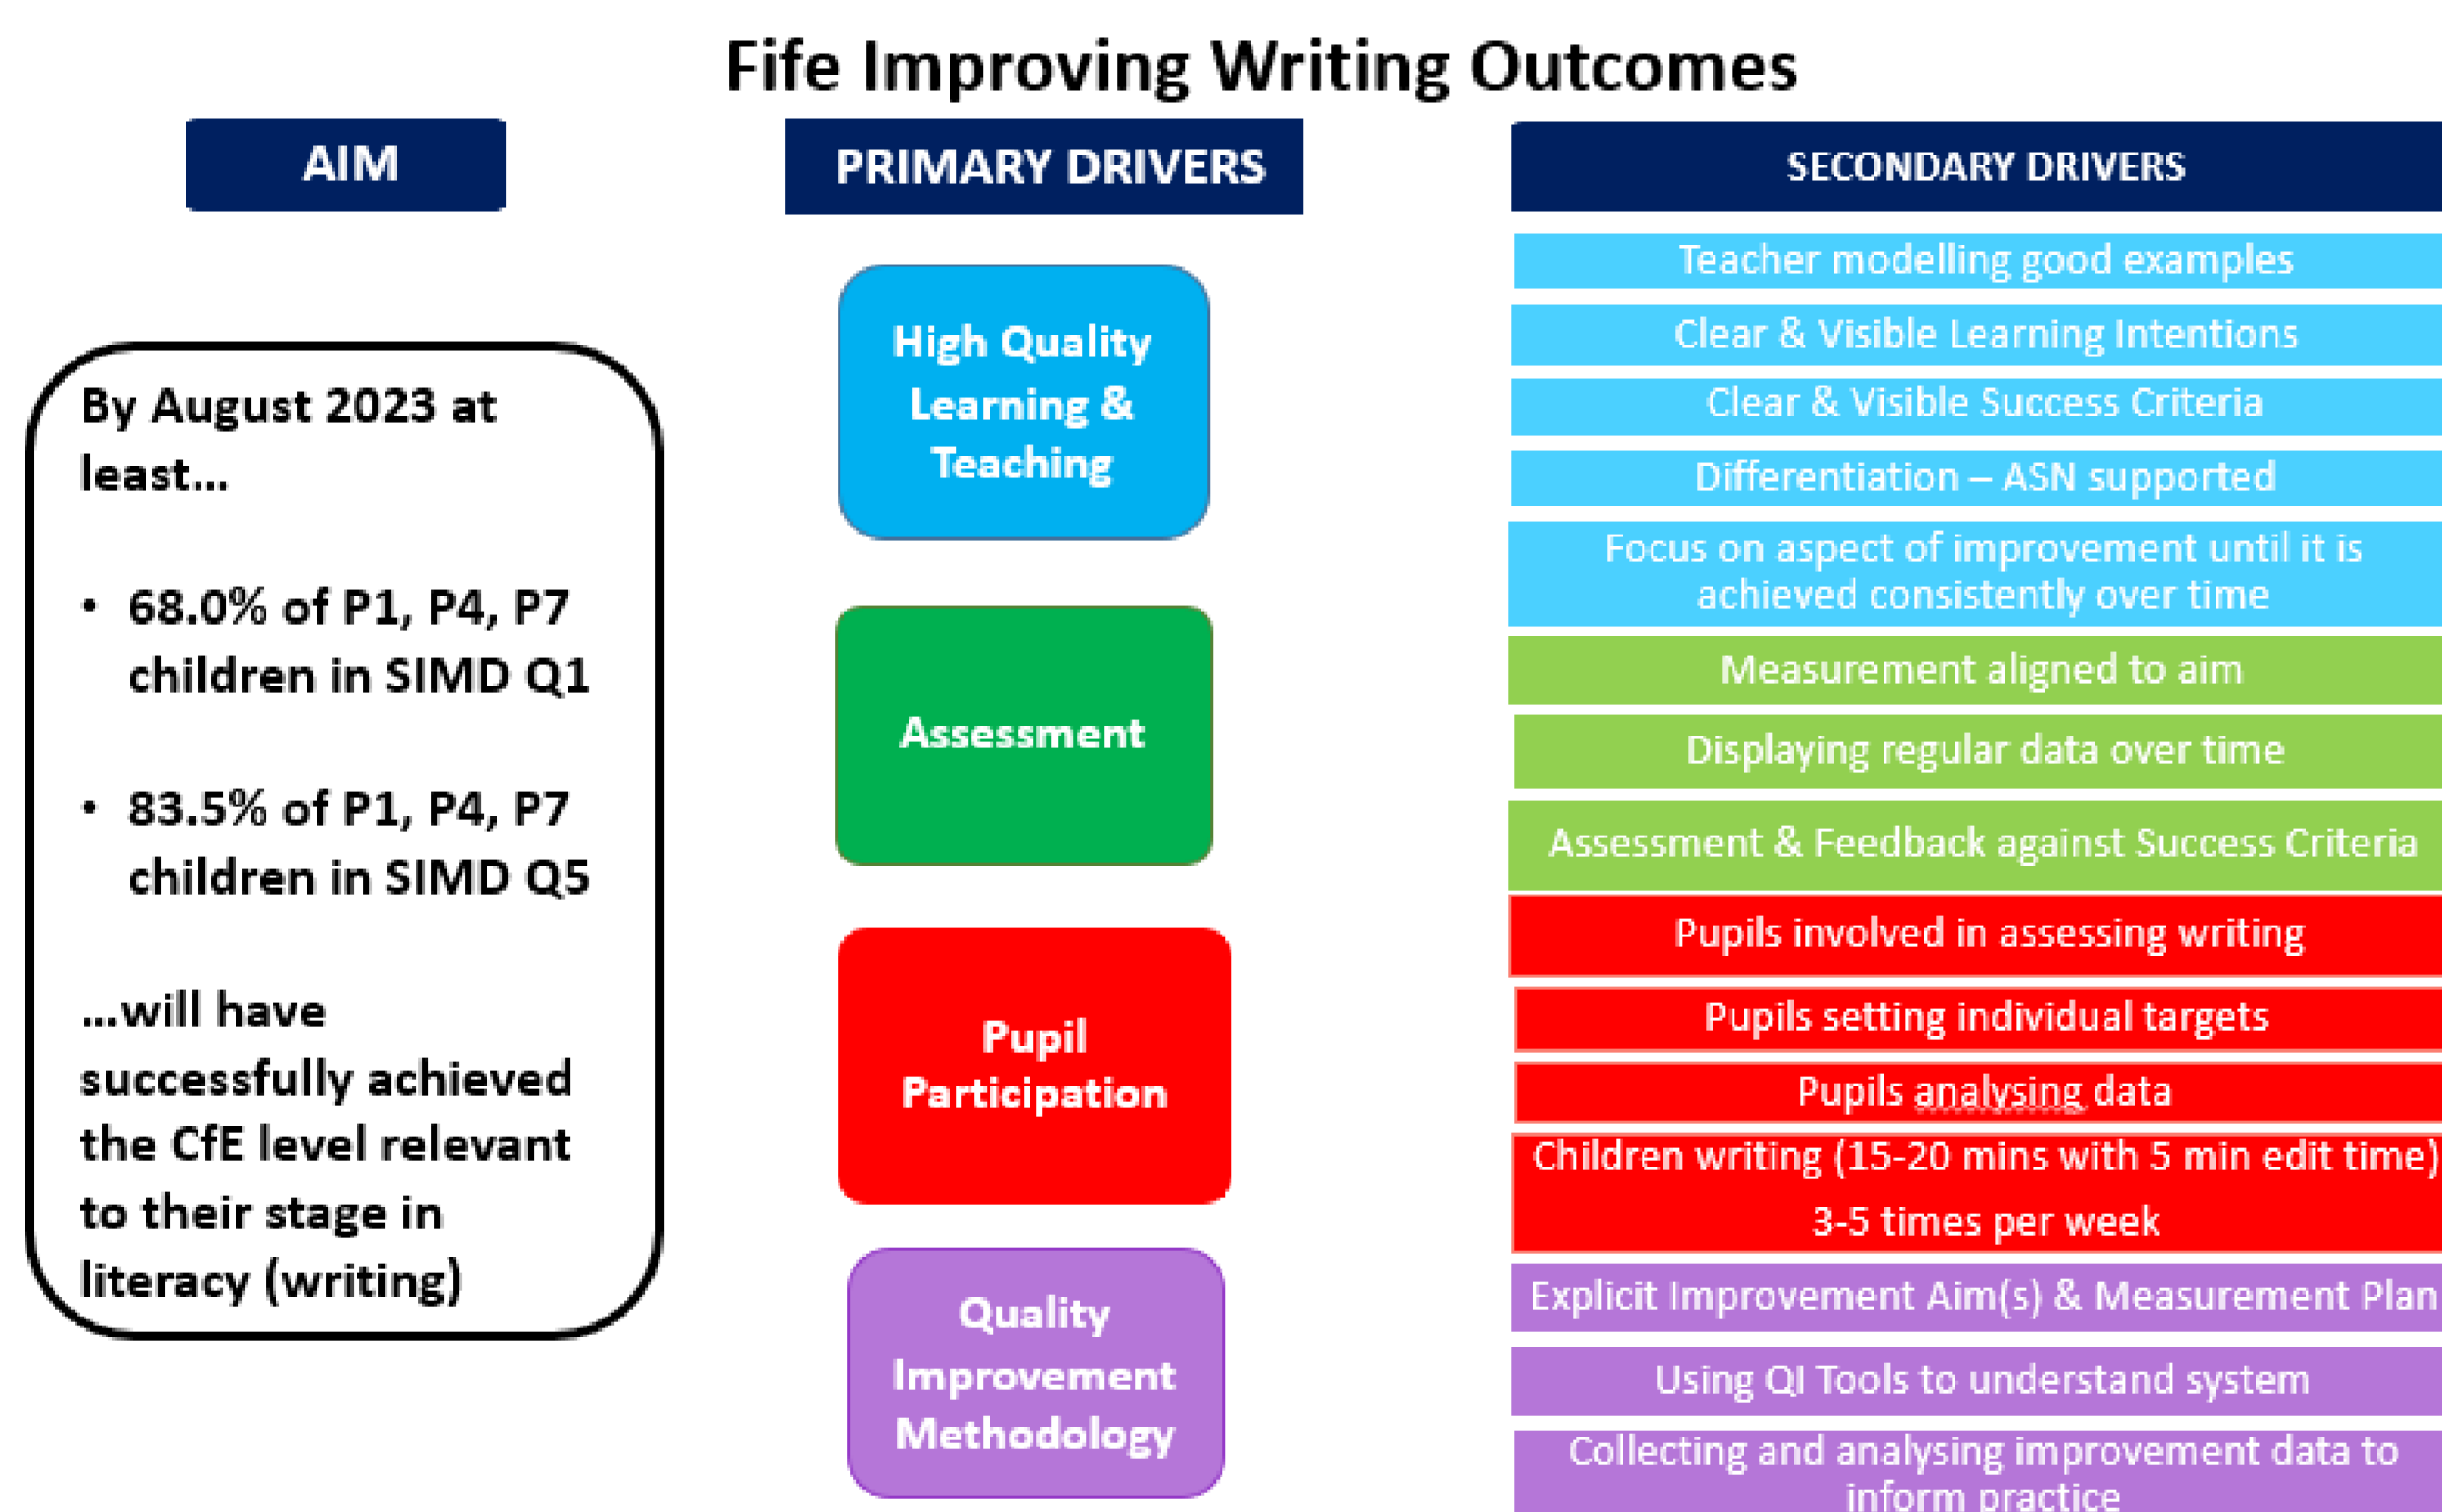 Fife Improving Writing Outcomes
AIM
By August 2023 at
least...
• 68.0% of P1, P4, P7
children in SIMD Q1
• 83.5% of P1, P4, P7
children in SIMD Q5
...will have
successfully achieved
the CfE level relevant
to their stage in
literacy (writing)
PRIMARY DRIVERS
High Quality
Learning &
Teaching
Assessment
Pupil
Participation
Quality
Improvement
Methodology
SECONDARY DRIVERS
Teacher modelling good examples
Clear & Visible Learning Intentions
Clear & Visible Success Criteria
Differentiation – ASN supported
Focus on aspect of improvement until it is
achieved consistently over time
Measurement aligned to aim
Displaying regular data over time
Assessment & Feedback against Success Criteria
Pupils involved in assessing writing
Pupils setting individual targets
Pupils analysing data
Children writing (15-20 mins with 5 min edit time)
3-5 times per week
Explicit Improvement Aim(s) & Measurement Plan
Using QI Tools to understand system
Collecting and analysing improvement data to
inform practice